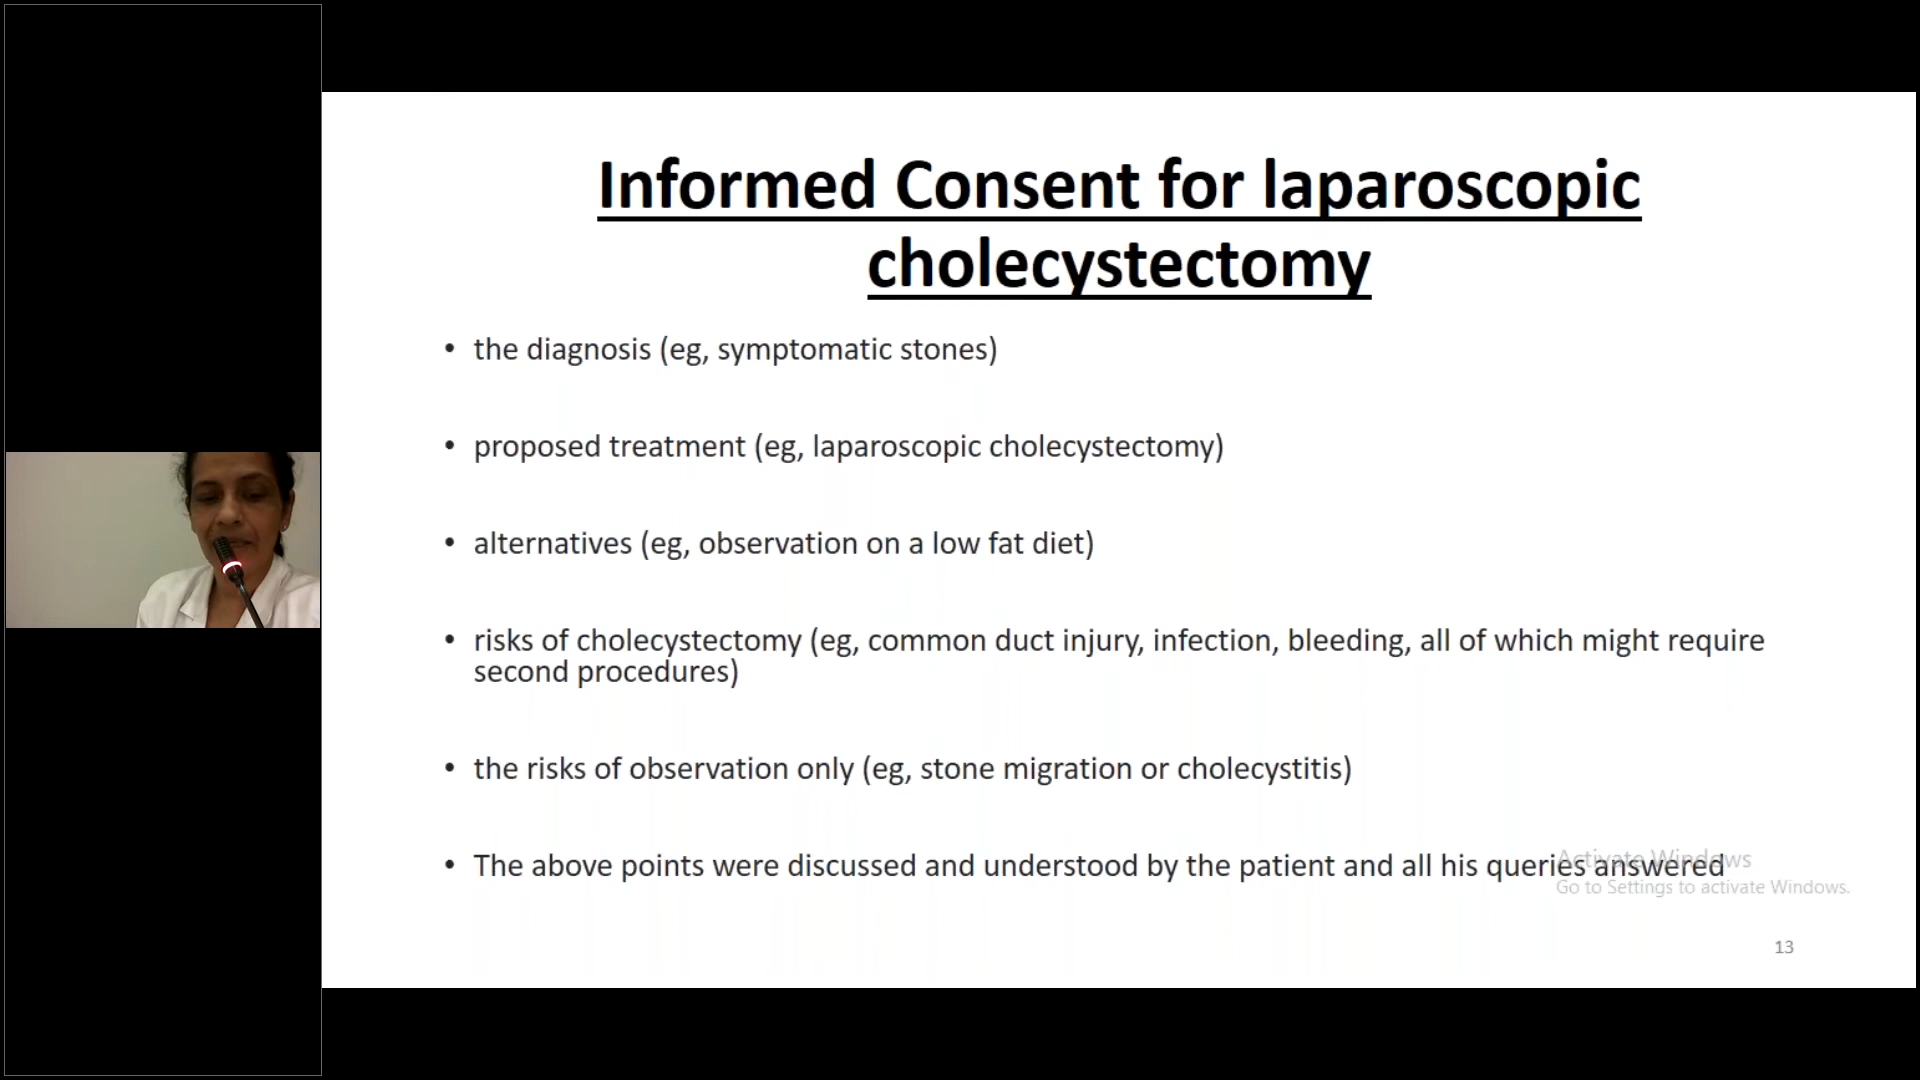 Informed Consent for laparoscopic
cholecystectomy
• the diagnosis (eg, symptomatic stones)
• proposed treatment (eg, laparoscopic cholecystectomy)
• alternatives (eg, observation on a low fat diet)
• risks of cholecystectomy (eg, common duct injury, infection, bleeding, all of which might require
second procedures)
• the risks of observation only (eg, stone migration or cholecystitis)
• The above points were discussed and understood by the patient and all his queries answered
Activate Windows
Go to Settings to activate Windows.
13